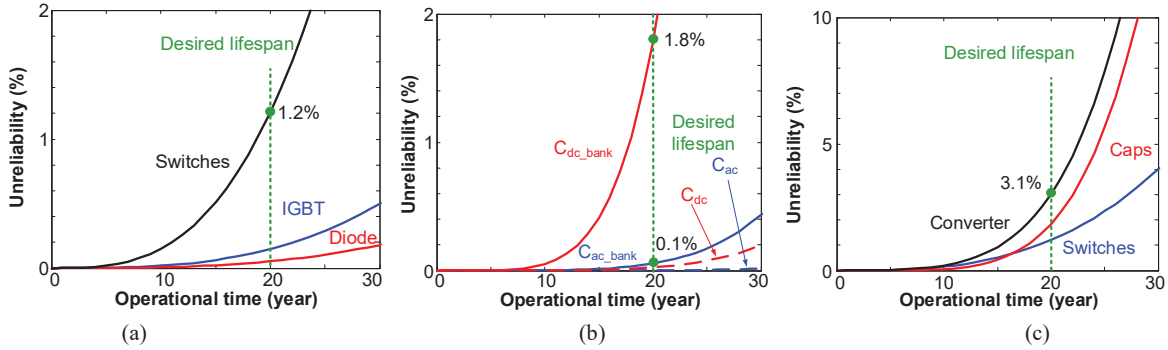 2
1
0
0
10
20
30
Unreliability (%)
Operational time (year)
Desired lifespan
1.2%
Switches
IGBT
Diode
(a)
2
1
0
0
10
20
30
Unreliability (%)
Operational time (year)
1.8%
Desired
lifespan
C_dc_bank
C_ac
C_dc
0.1%
C_ac_bank
(b)
10
5
0
0
10
20
30
Unreliability (%)
Operational time (year)
Desired lifespan
Caps
3.1%
Converter
Switches
(c)